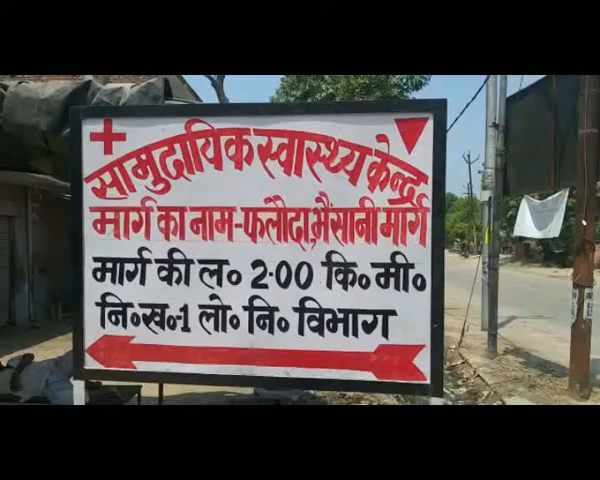 सामुदायिक स्वास्थ्य केन्द्र
मार्ग का नाम-फलौदा,भैंसानी मार्ग
मार्ग की ल० 2.00 कि०मी०
नि०ख०-1 लो० नि० विभाग